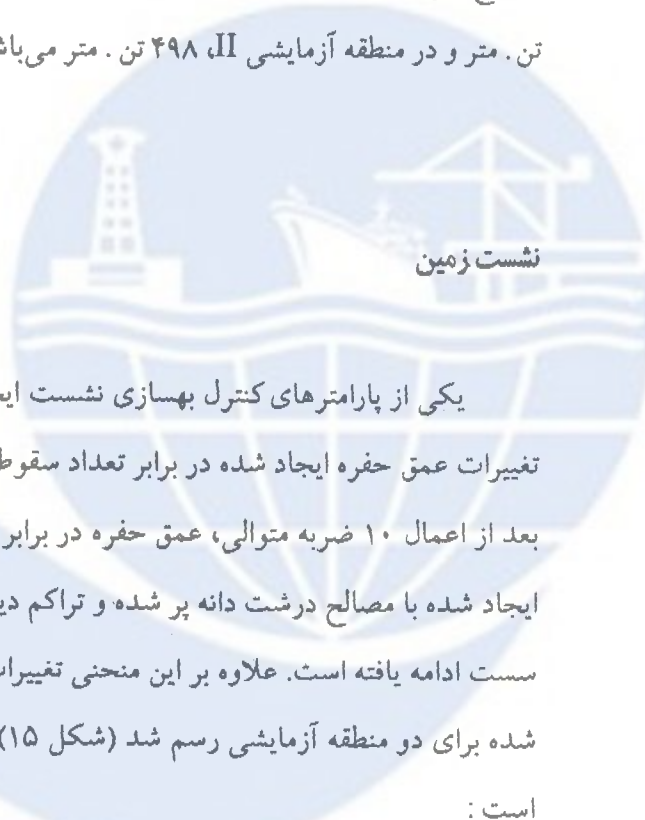 تن . متر و در منطقه آزمایشی II، ۴۹۸ تن . متر می‌باش
نشست زمین
یکی از پارامترهای کنترل بهسازی نشست ایج
تغییرات عمق حفره ایجاد شده در برابر تعداد سقوط
بعد از اعمال ۱۰ ضربه متوالی، عمق حفره در برابر
ایجاد شده با مصالح درشت دانه پر شده و تراکم دی
سست ادامه یافته است. علاوه بر این منحنی تغییرات
شده برای دو منطقه آزمایشی رسم شد (شکل ۱۵)
است :